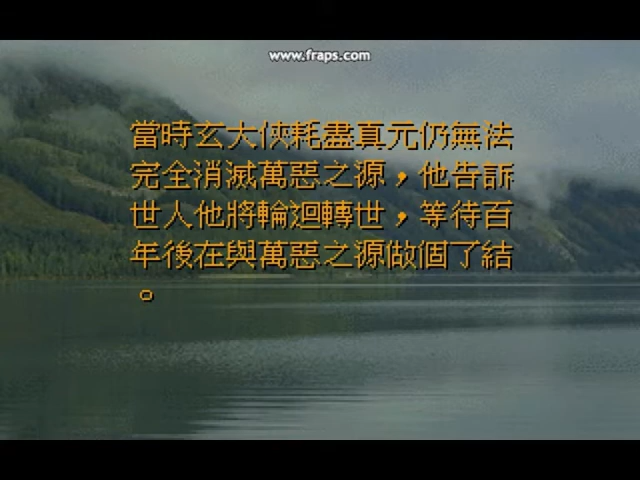 www.fraps.com
當時玄大俠耗盡真元仍無法
完全消滅萬惡之源，他告訴
世人他將輪迴轉世，等待百
年後在與萬惡之源做個了結
。